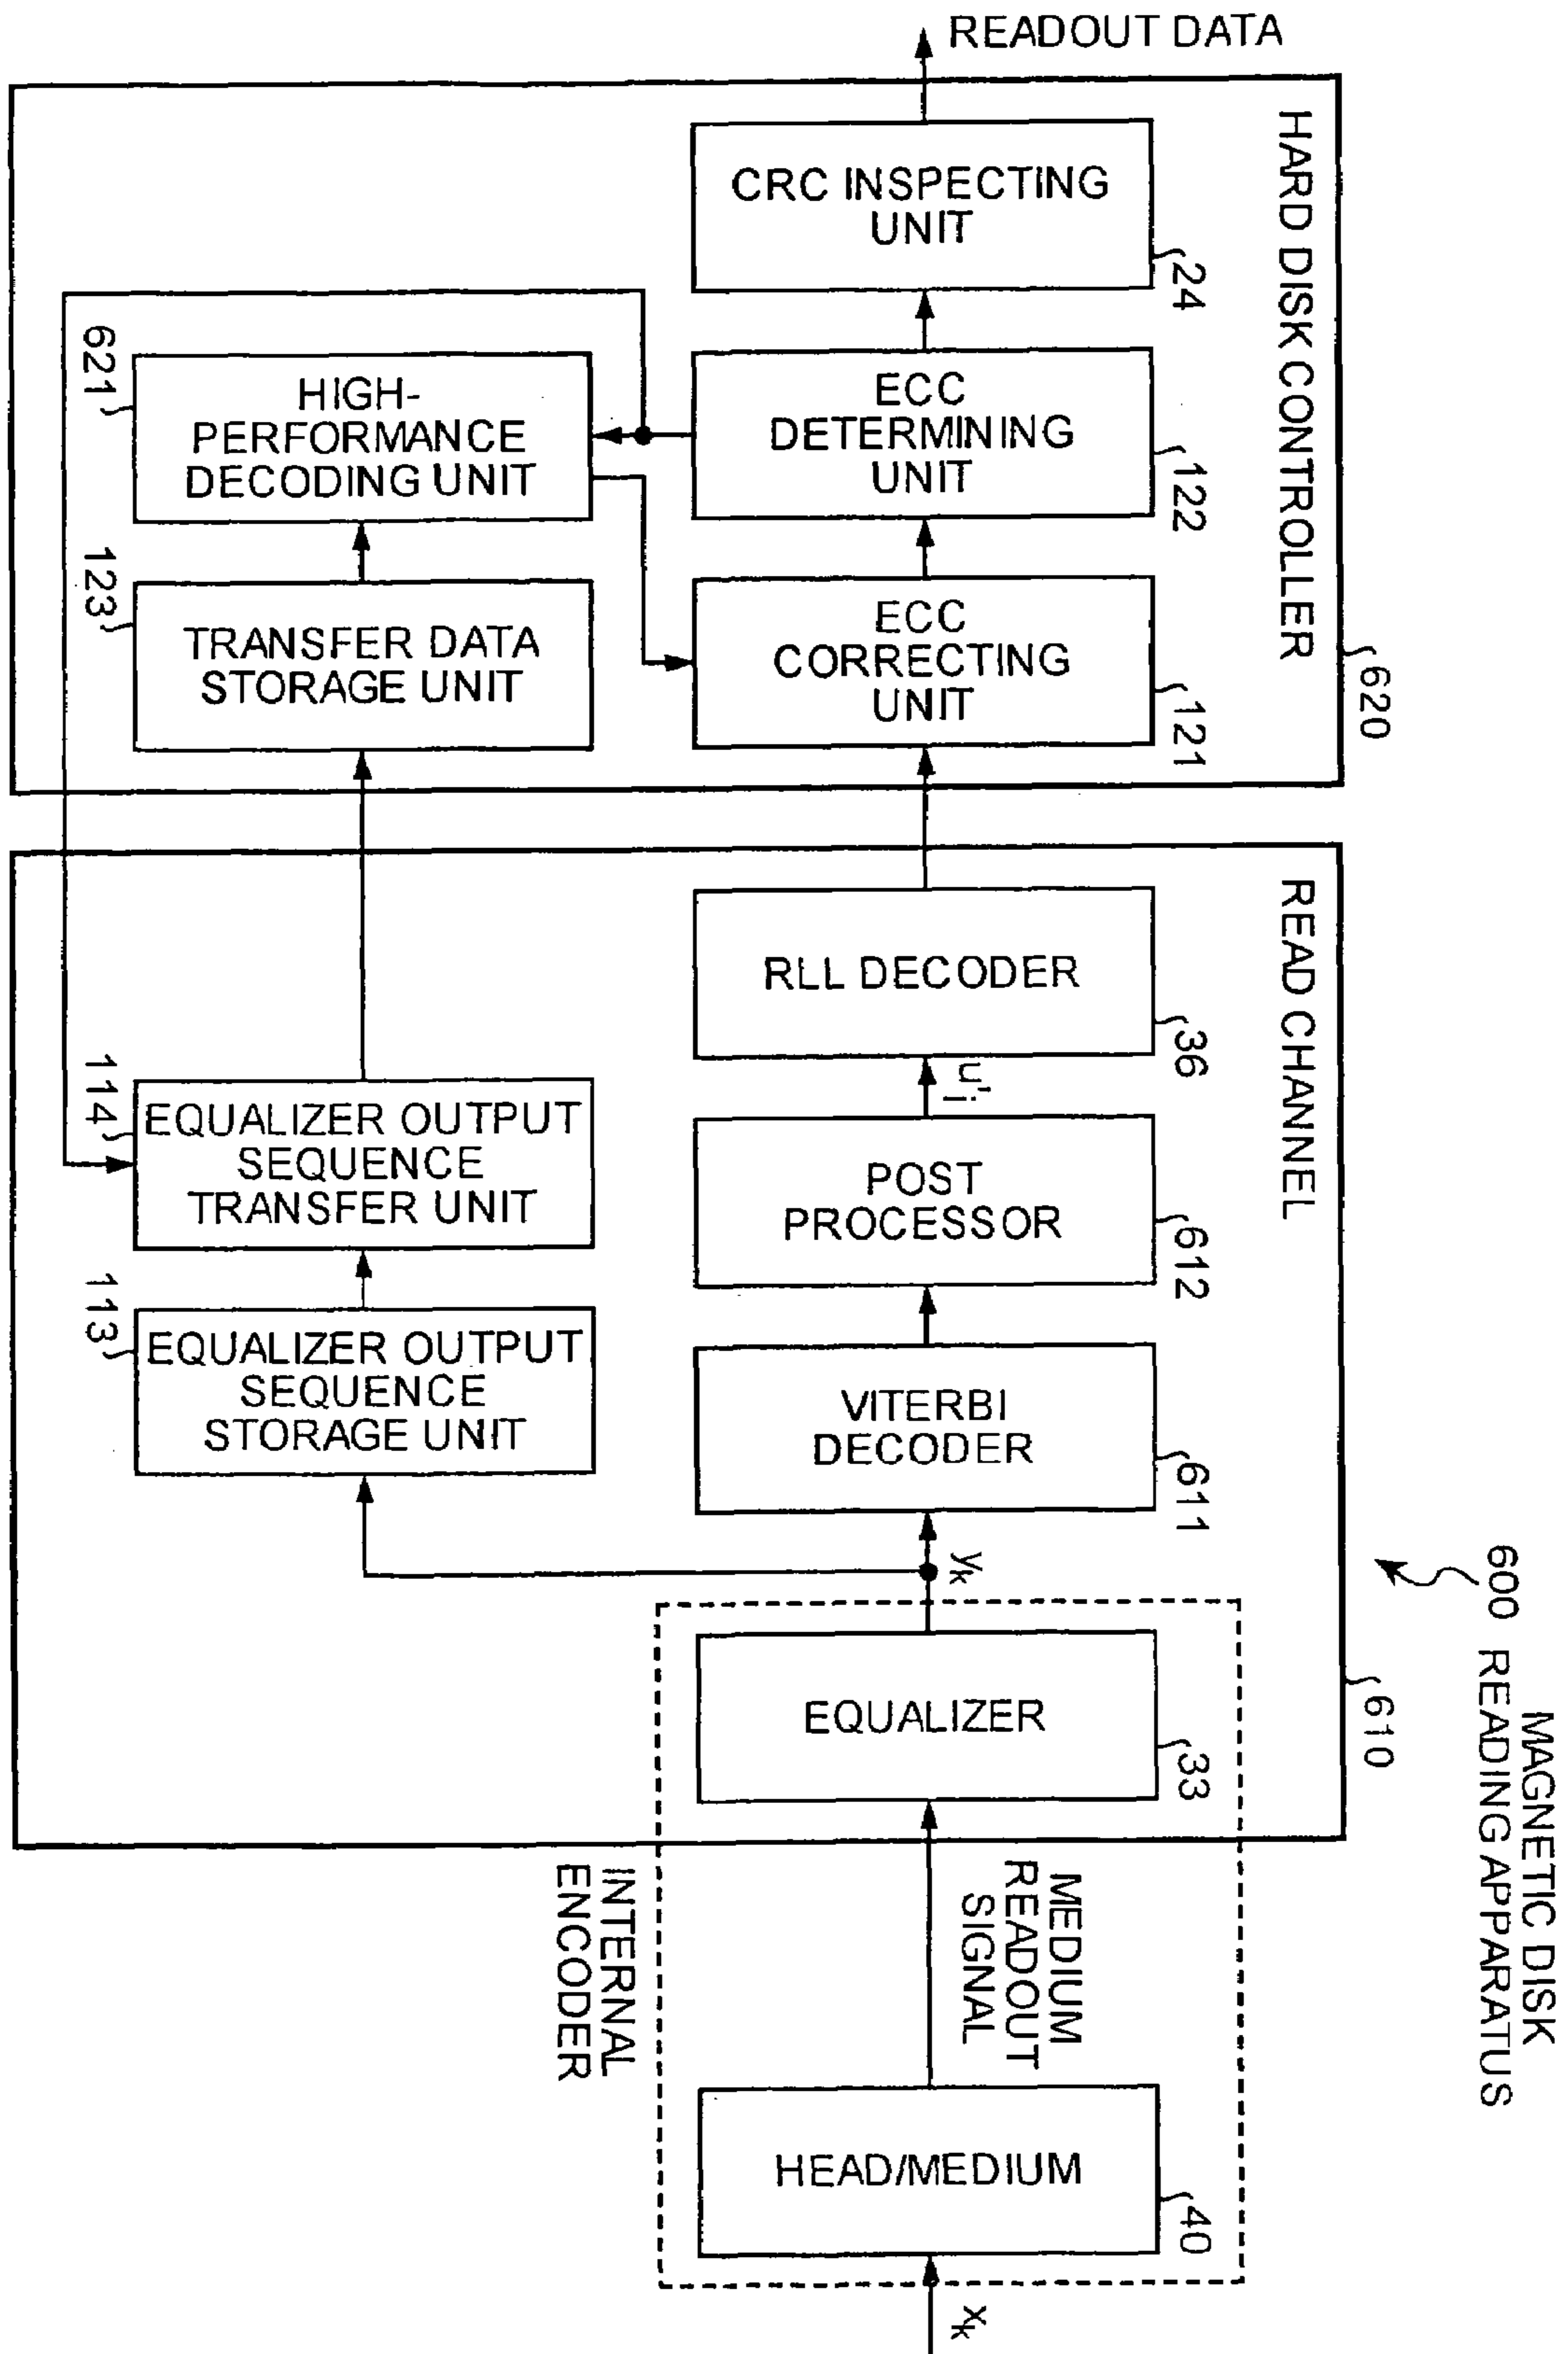 600 MAGNETIC DISK
READING APPARATUS
READOUT DATA
HARD DISK CONTROLLER
620
CRC INSPECTING
UNIT
24
ECC
DETERMINING
UNIT
122
ECC
CORRECTING
UNIT
121
HIGH-
PERFORMANCE
DECODING UNIT
621
TRANSFER DATA
STORAGE UNIT
123
READ CHANNEL
610
RLL DECODER
36
u'i
POST
PROCESSOR
612
VITERBI
DECODER
611
yk
EQUALIZER OUTPUT
SEQUENCE
TRANSFER UNIT
114
EQUALIZER OUTPUT
SEQUENCE
STORAGE UNIT
113
EQUALIZER
33
MEDIUM
READOUT
SIGNAL
INTERNAL
ENCODER
HEAD/MEDIUM
40
xk